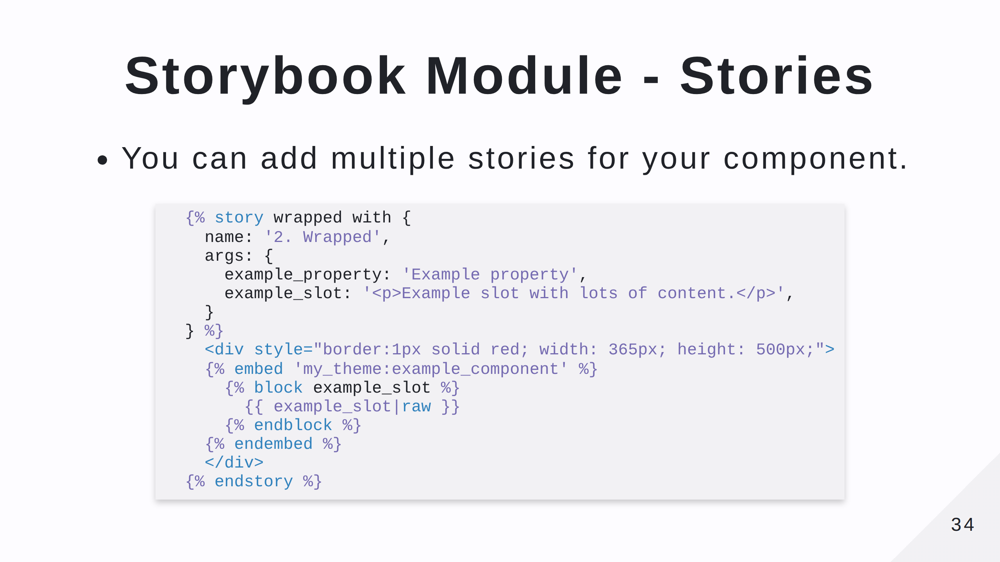 Storybook Module - Stories
• You can add multiple stories for your component.
{% story wrapped with {
  name: '2. Wrapped',
  args: {
    example_property: 'Example property',
    example_slot: '<p>Example slot with lots of content.</p>',
  }
} %}
  <div style="border:1px solid red; width: 365px; height: 500px;">
  {% embed 'my_theme:example_component' %}
    {% block example_slot %}
      {{ example_slot|raw }}
    {% endblock %}
  {% endembed %}
  </div>
{% endstory %}
34